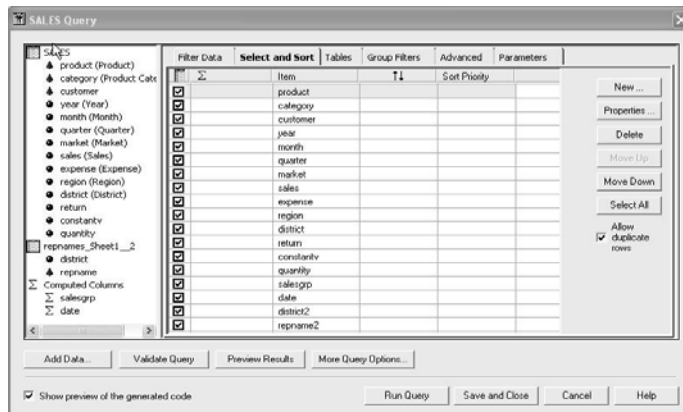 SALES Query
SALES
product (Product)
category (Product Cate
customer
year (Year)
month (Month)
quarter (Quarter)
market (Market)
sales (Sales)
expense (Expense)
region (Region)
district (District)
return
constantv
quantity
repnames_Sheet1__2
district
repname
Σ Computed Columns
Σ salesgrp
Σ date
Filter Data Select and Sort Tables Group Filters Advanced Parameters
Σ Item Sort Priority
product
category
customer
year
month
quarter
market
sales
expense
region
district
return
constantv
quantity
salesgrp
date
district2
repname2
New ...
Properties ...
Delete
Move Up
Move Down
Select All
Allow
duplicate
rows
Add Data... Validate Query Preview Results More Query Options...
Show preview of the generated code Run Query Save and Close Cancel Help